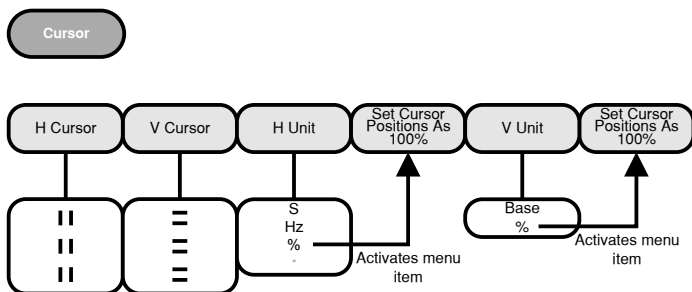 Cursor
H Cursor
V Cursor
H Unit
Set Cursor
Positions As
100%
V Unit
Set Cursor
Positions As
100%
S
Hz
%
°
Activates menu
item
Base
%
Activates menu
item